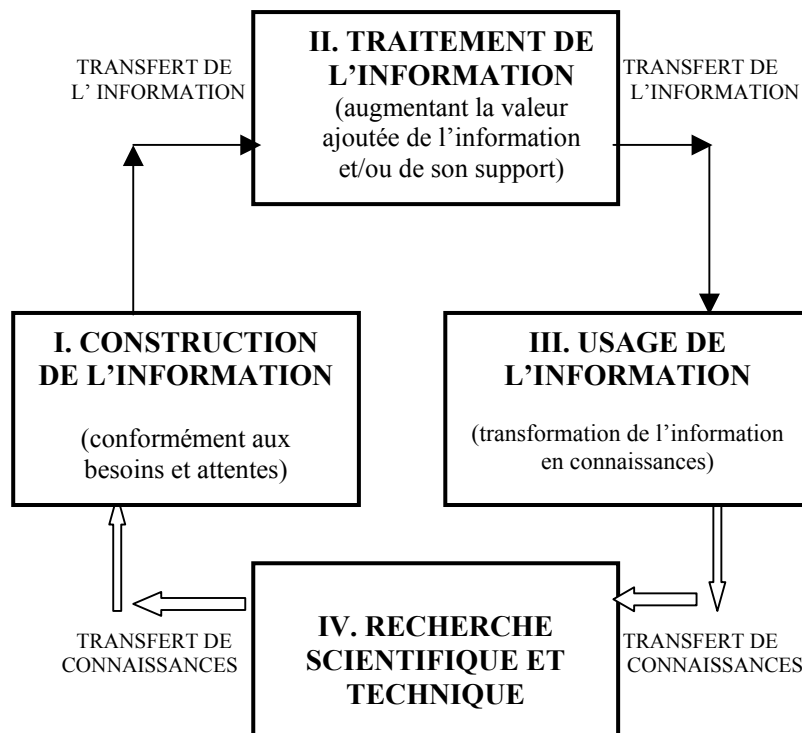 II. TRAITEMENT DE
L’INFORMATION
(augmentant la valeur
ajoutée de l’information
et/ou de son support)
TRANSFERT DE
L’ INFORMATION
TRANSFERT DE
L’INFORMATION
I. CONSTRUCTION
DE L’INFORMATION
(conformément aux
besoins et attentes)
III. USAGE DE
L’INFORMATION
(transformation de l’information
en connaissances)
TRANSFERT DE
CONNAISSANCES
IV. RECHERCHE
SCIENTIFIQUE ET
TECHNIQUE
TRANSFERT DE
CONNAISSANCES